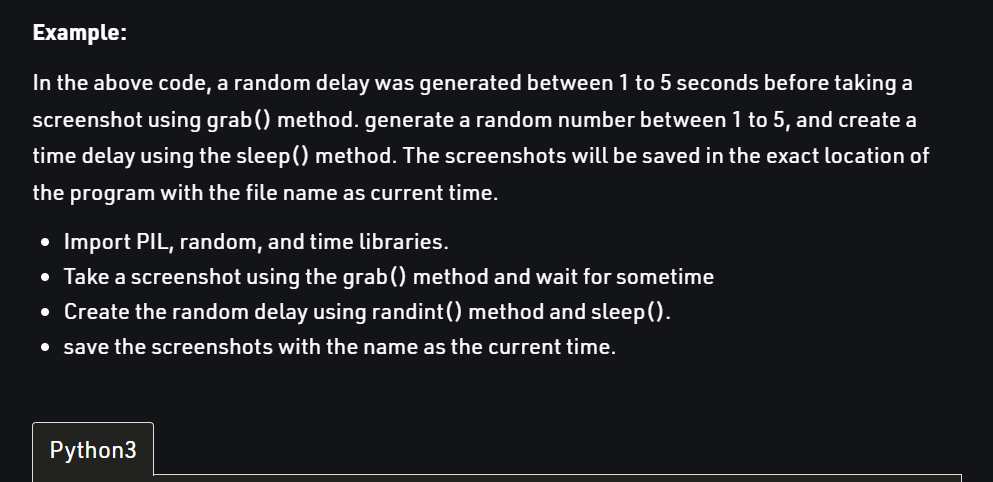 Example:
In the above code, a random delay was generated between 1 to 5 seconds before taking a
screenshot using grab() method. generate a random number between 1 to 5, and create a
time delay using the sleep() method. The screenshots will be saved in the exact location of
the program with the file name as current time.
• Import PIL, random, and time libraries.
• Take a screenshot using the grab() method and wait for sometime
• Create the random delay using randint() method and sleep().
• save the screenshots with the name as the current time.
Python3